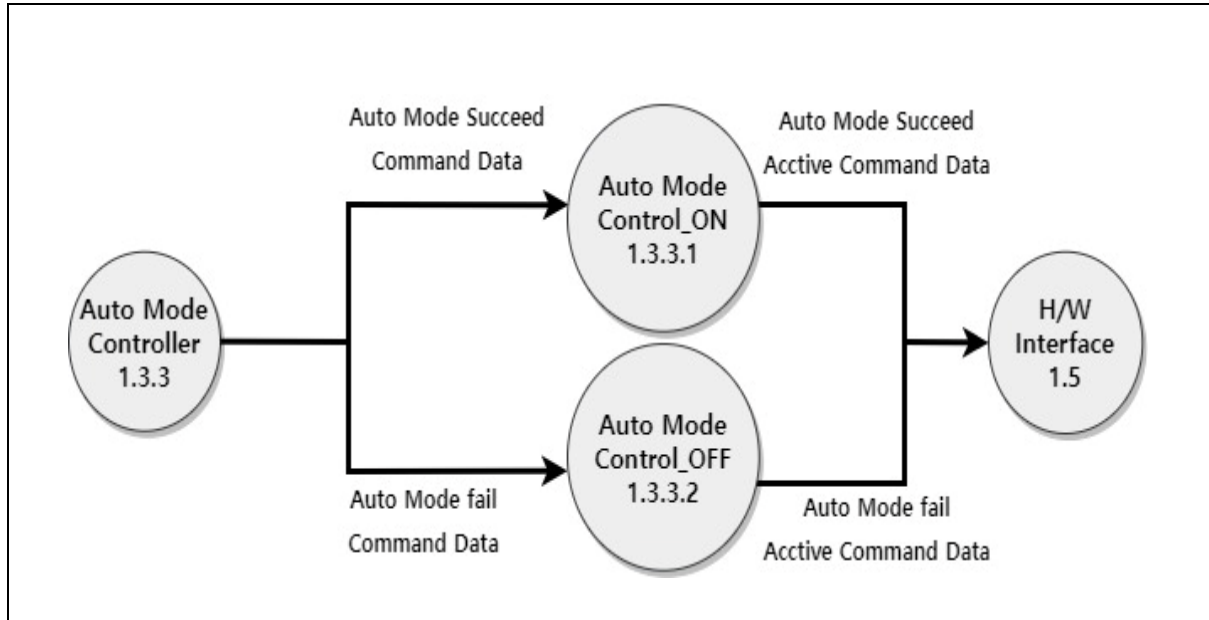 Auto Mode Succeed
Command Data
Auto Mode
Control_ON
1.3.3.1
Auto Mode Succeed
Acctive Command Data
Auto Mode
Controller
1.3.3
H/W
Interface
1.5
Auto Mode fail
Command Data
Auto Mode
Control_OFF
1.3.3.2
Auto Mode fail
Acctive Command Data